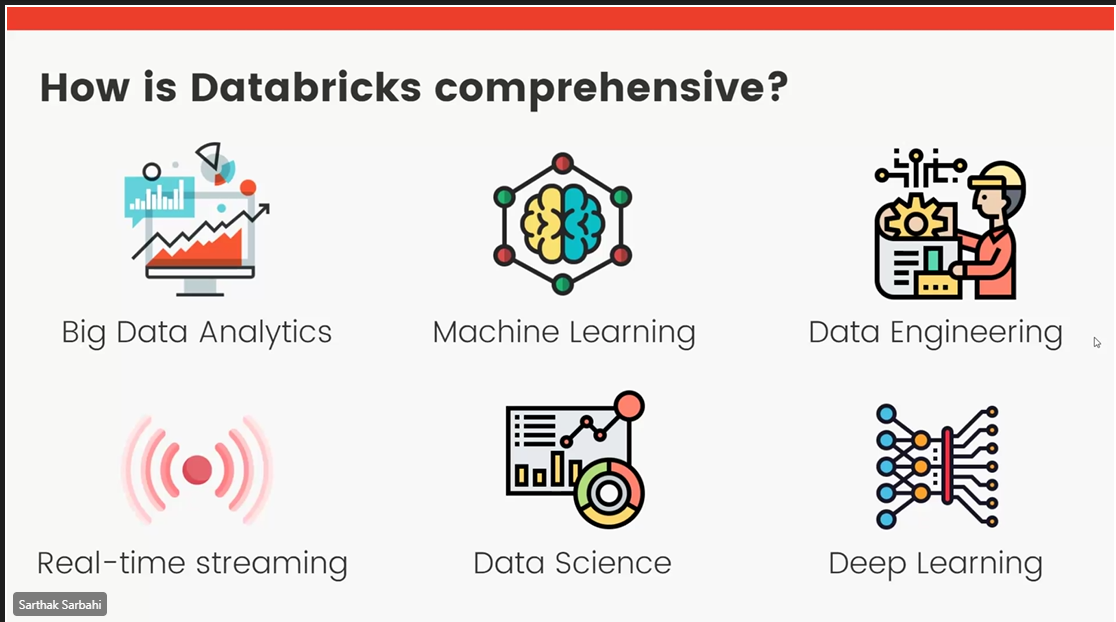 How is Databricks comprehensive?
Big Data Analytics
Machine Learning
Data Engineering
Real-time streaming
Data Science
Deep Learning
Sarthak Sarbahi